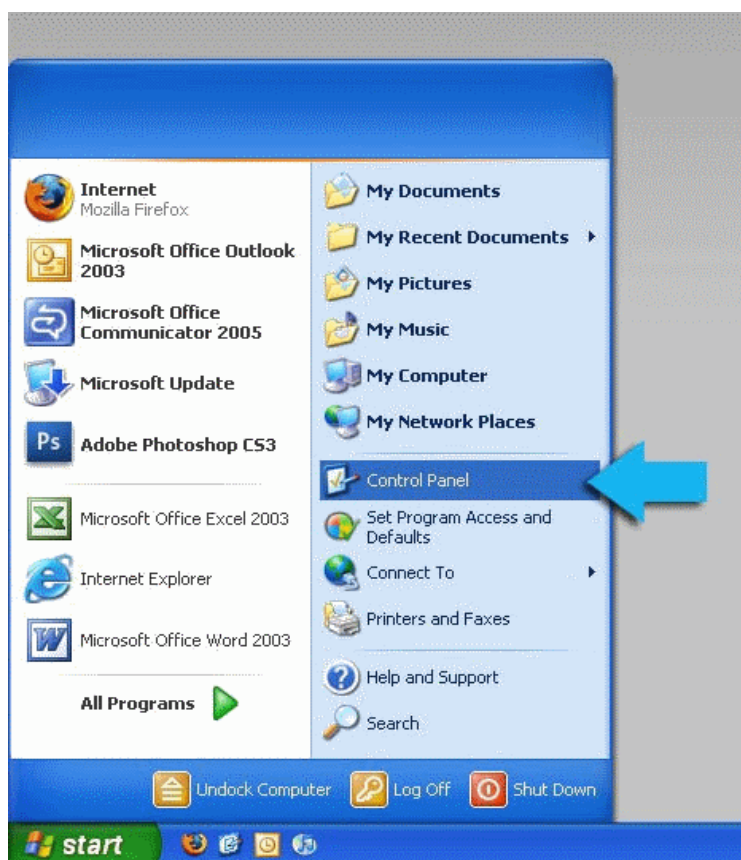 Internet
Mozilla Firefox
Microsoft Office Outlook
2003
Microsoft Office
Communicator 2005
Microsoft Update
Ps
Adobe Photoshop CS3
Microsoft Office Excel 2003
Internet Explorer
Microsoft Office Word 2003
All Programs
My Documents
My Recent Documents
My Pictures
My Music
My Computer
My Network Places
Control Panel
Set Program Access and
Defaults
Connect To
Printers and Faxes
Help and Support
Search
Undock Computer
Log Off
Shut Down
start